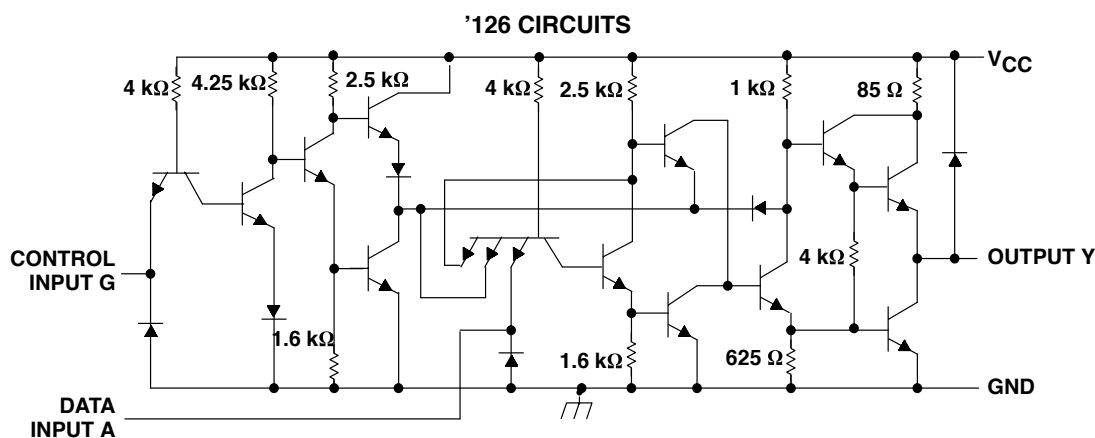 ’126 CIRCUITS
VCC
4 kΩ
4.25 kΩ
2.5 kΩ
4 kΩ
2.5 kΩ
1 kΩ
85 Ω
CONTROL
INPUT G
4 kΩ
OUTPUT Y
1.6 kΩ
1.6 kΩ
625 Ω
GND
DATA
INPUT A